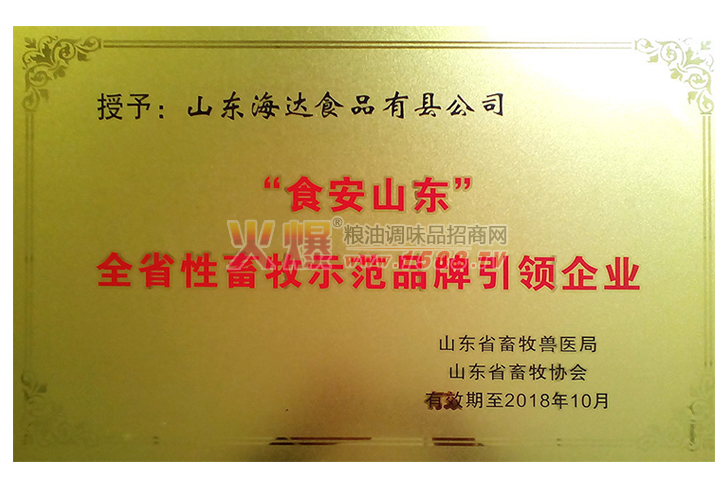 授予：山东海达食品有县公司
“食安山东”
火爆®粮油调味品招商网
全省性畜牧示范品牌引领企业
山东省畜牧兽医局
山东省畜牧协会
有效期至2018年10月